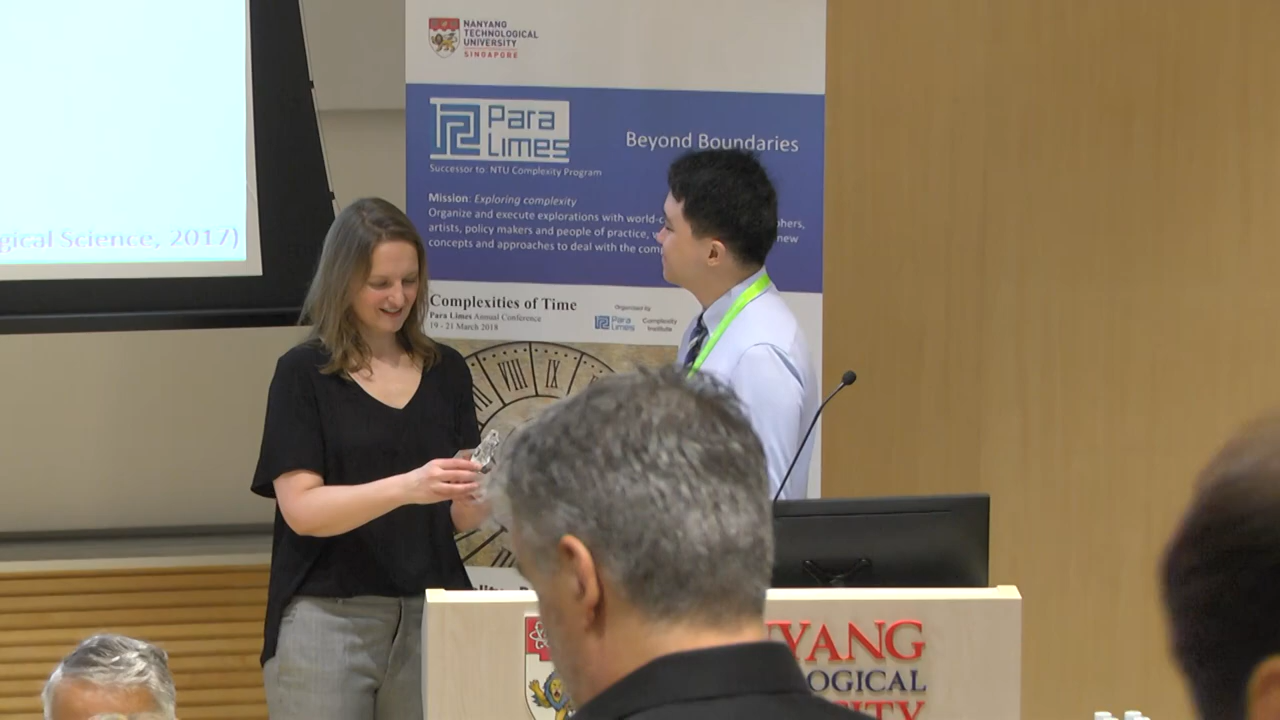 NANYANG
TECHNOLOGICAL
UNIVERSITY
SINGAPORE
Para
Limes
Beyond Boundaries
Successor to: NTU Complexity Program
Mission: Exploring complexity
Organize and execute explorations with world-
artists, policy makers and people of practice,
new
concepts and approaches to deal with the
gical Science, 2017)
Complexities of Time
Para Limes Annual Conference
19 - 21 March 2018
Organised by
Para
Limes
Complexity
Institute
VIII
IX
YANG
OGICAL